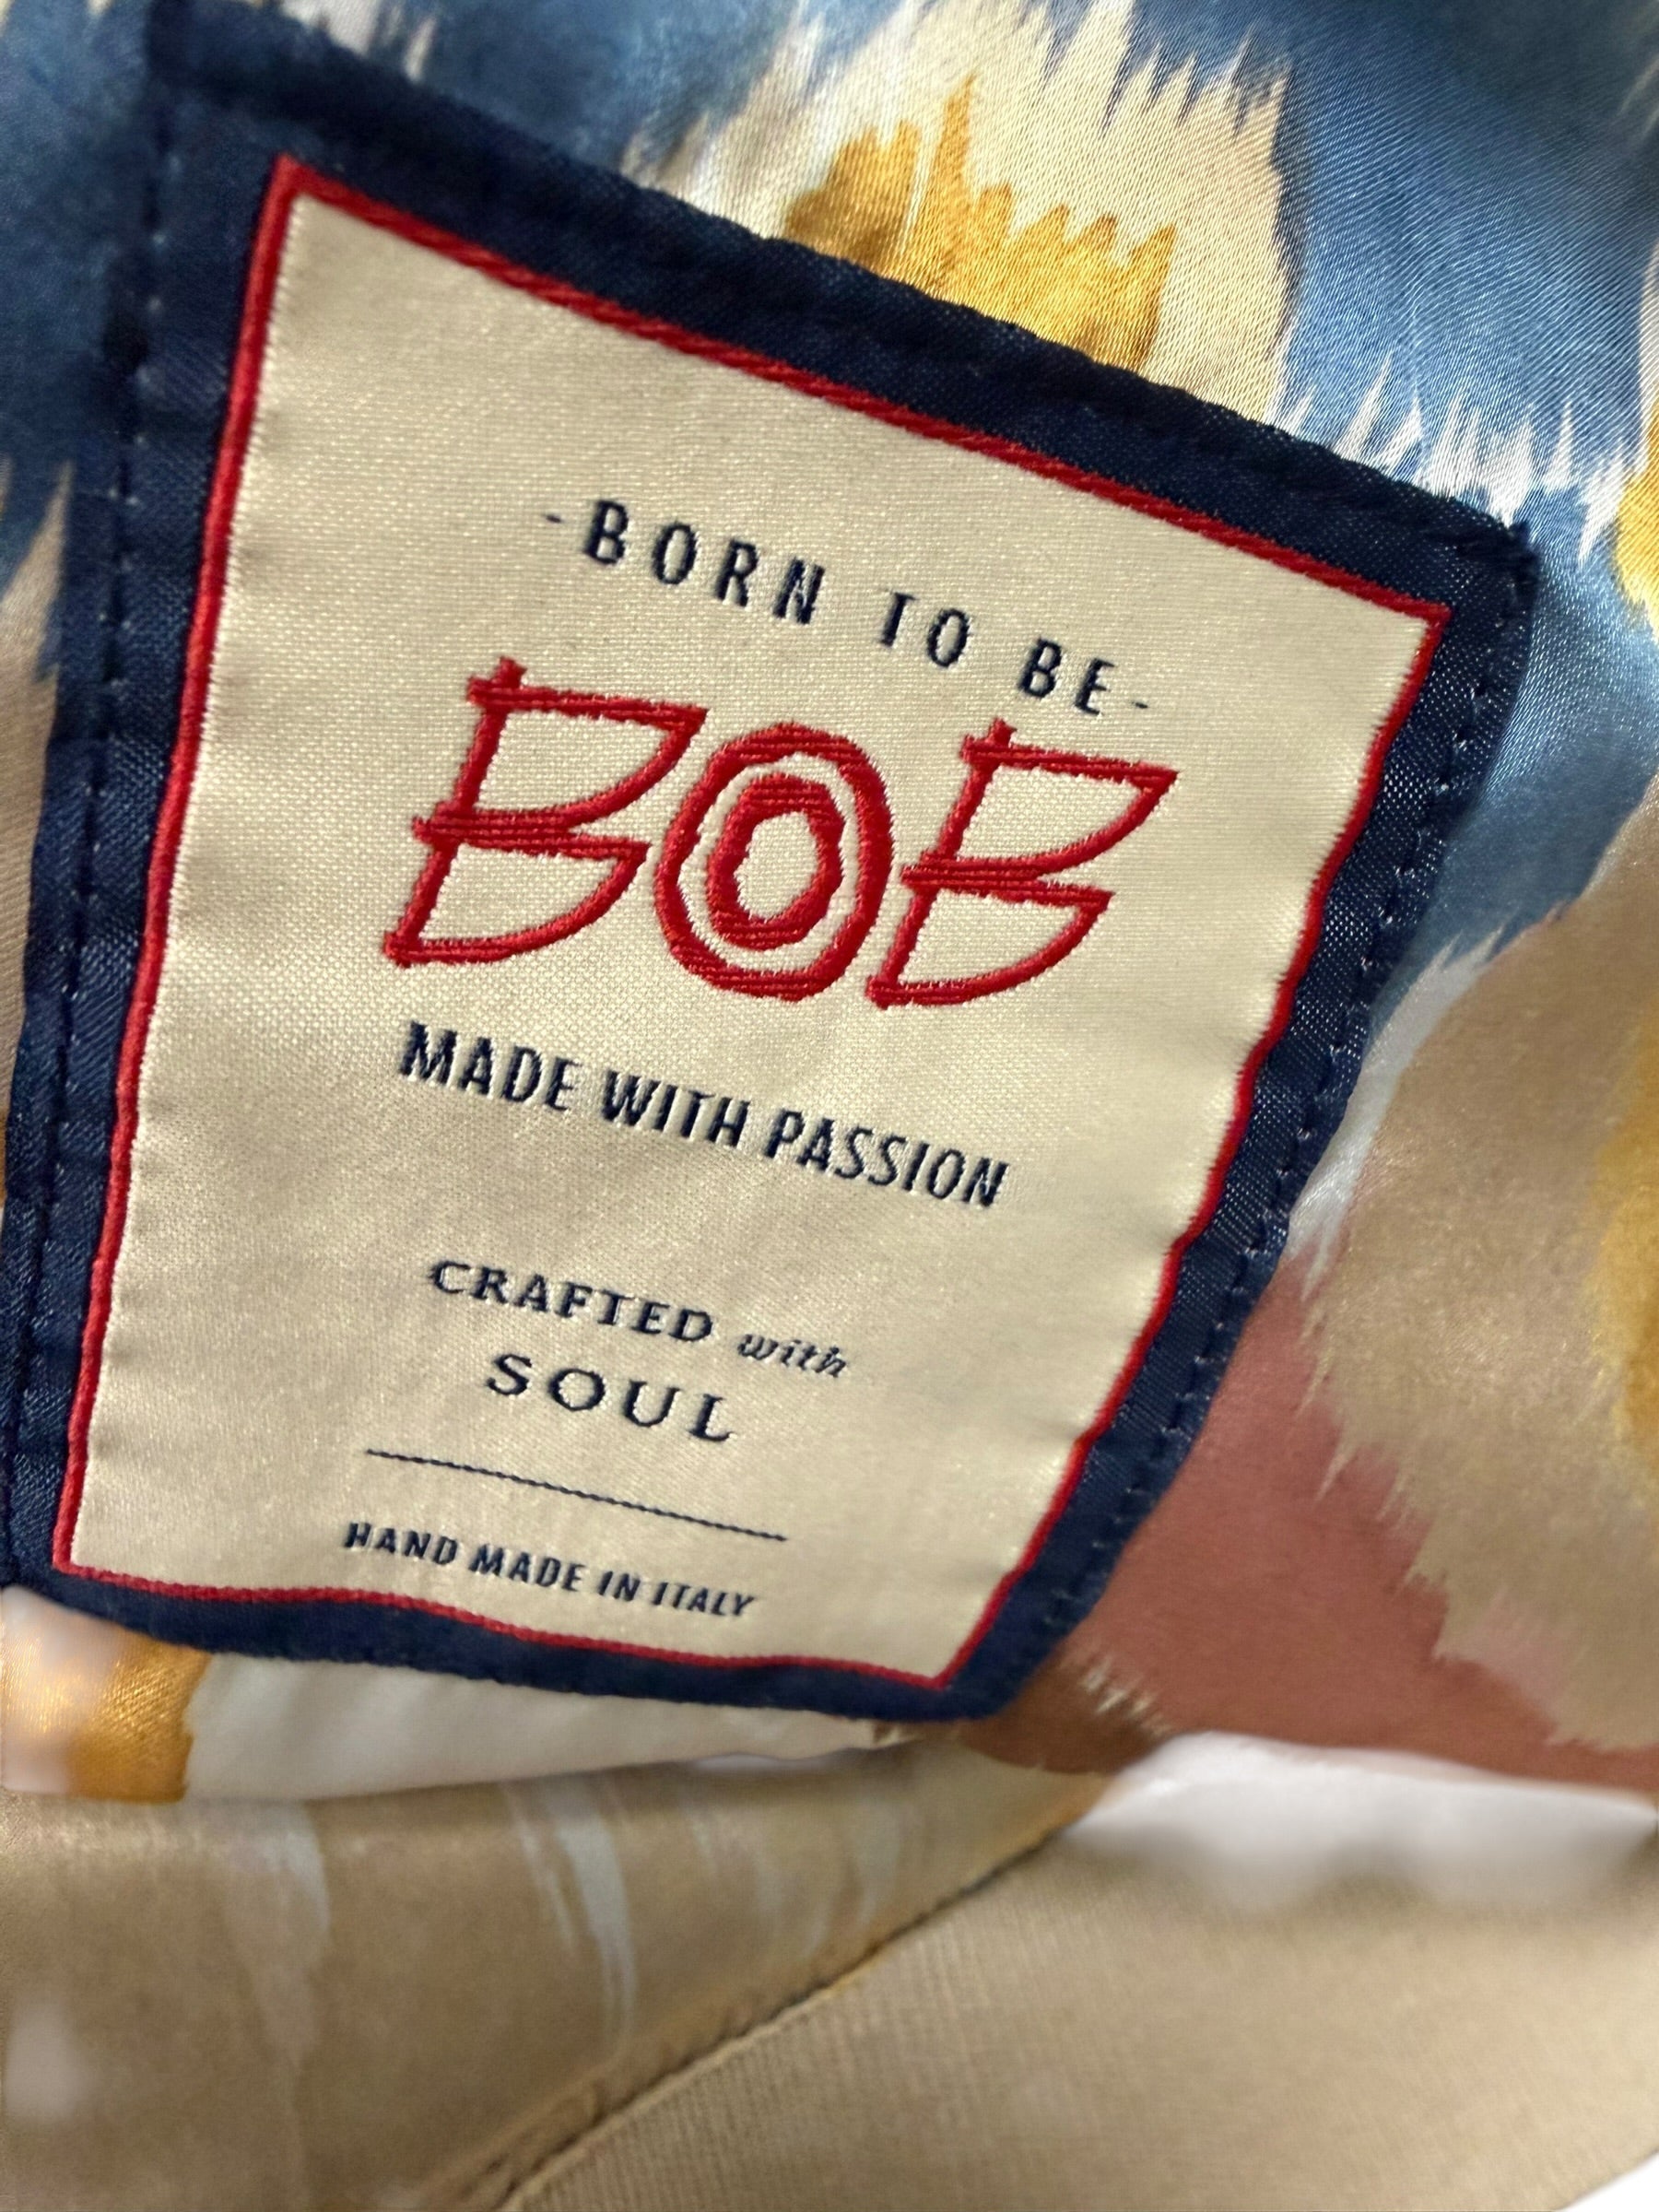 -BORN TO BE-
BOB
MADE WITH PASSION
CRAFTED with
SOUL
HAND MADE IN ITALY